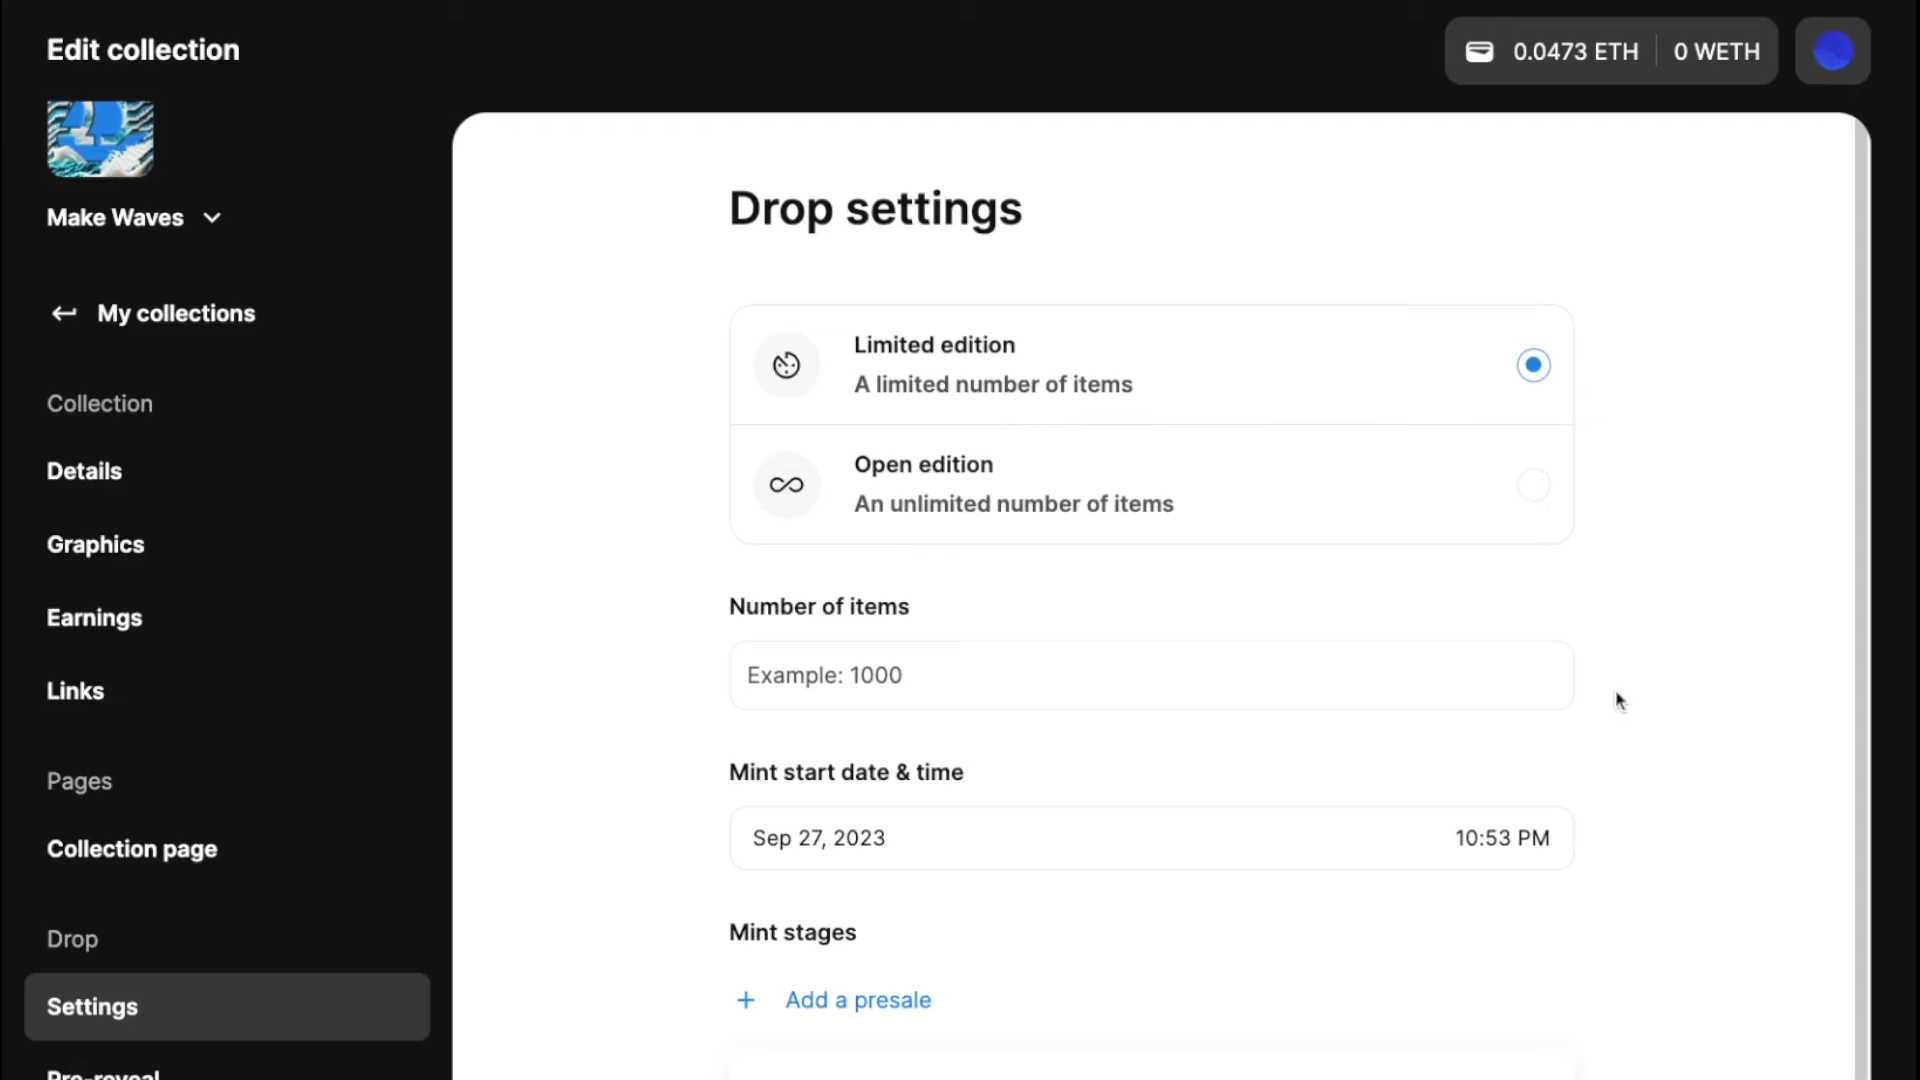 Edit collection
0.0473 ETH
0 WETH
Make Waves
My collections
Collection
Details
Graphics
Earnings
Links
Pages
Collection page
Drop
Settings
Pre-reveal
Drop settings
Limited edition
A limited number of items
Open edition
An unlimited number of items
Number of items
Example: 1000
Mint start date & time
Sep 27, 2023
10:53 PM
Mint stages
+ Add a presale